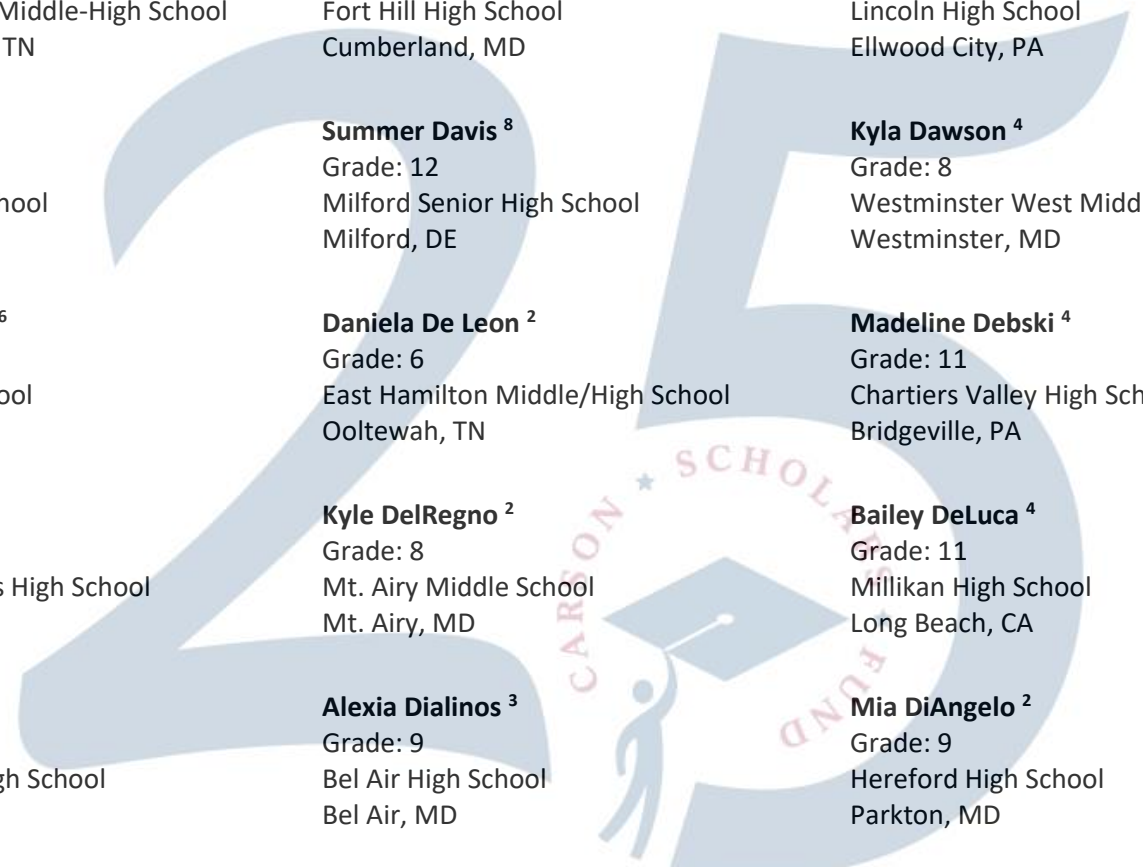 Middle-High School
TN
hool
6
ool
s High School
gh School
Fort Hill High School
Cumberland, MD
Summer Davis 8
Grade: 12
Milford Senior High School
Milford, DE
Daniela De Leon 2
Grade: 6
East Hamilton Middle/High School
Ooltewah, TN
Kyle DelRegno 2
Grade: 8
Mt. Airy Middle School
Mt. Airy, MD
Alexia Dialinos 3
Grade: 9
Bel Air High School
Bel Air, MD
Lincoln High School
Ellwood City, PA
Kyla Dawson 4
Grade: 8
Westminster West Midd
Westminster, MD
Madeline Debski 4
Grade: 11
Chartiers Valley High Sch
Bridgeville, PA
Bailey DeLuca 4
Grade: 11
Millikan High School
Long Beach, CA
Mia DiAngelo 2
Grade: 9
Hereford High School
Parkton, MD
25
CARSON ★ SCHOLARS ★ FUND